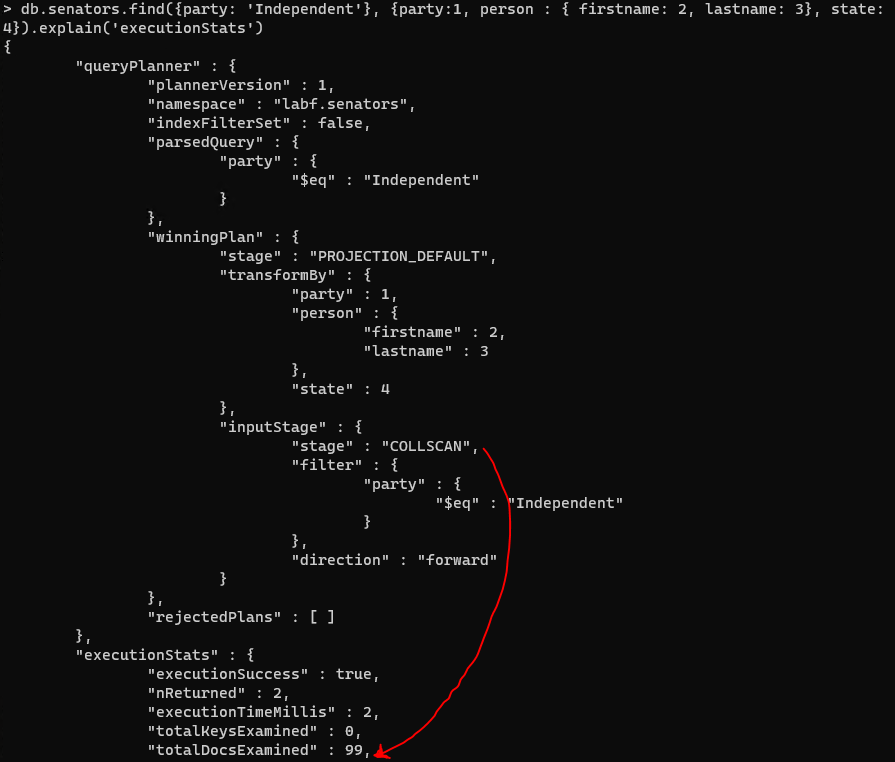 > db.senators.find({party: 'Independent'}, {party:1, person : { firstname: 2, lastname: 3}, state:
4}).explain('executionStats')
{
        "queryPlanner" : {
                "plannerVersion" : 1,
                "namespace" : "labf.senators",
                "indexFilterSet" : false,
                "parsedQuery" : {
                        "party" : {
                                "$eq" : "Independent"
                        }
                },
                "winningPlan" : {
                        "stage" : "PROJECTION_DEFAULT",
                        "transformBy" : {
                                "party" : 1,
                                "person" : {
                                        "firstname" : 2,
                                        "lastname" : 3
                                },
                                "state" : 4
                        },
                        "inputStage" : {
                                "stage" : "COLLSCAN",
                                "filter" : {
                                        "party" : {
                                                "$eq" : "Independent"
                                        }
                                },
                                "direction" : "forward"
                        }
                },
                "rejectedPlans" : [ ]
        },
        "executionStats" : {
                "executionSuccess" : true,
                "nReturned" : 2,
                "executionTimeMillis" : 2,
                "totalKeysExamined" : 0,
                "totalDocsExamined" : 99,